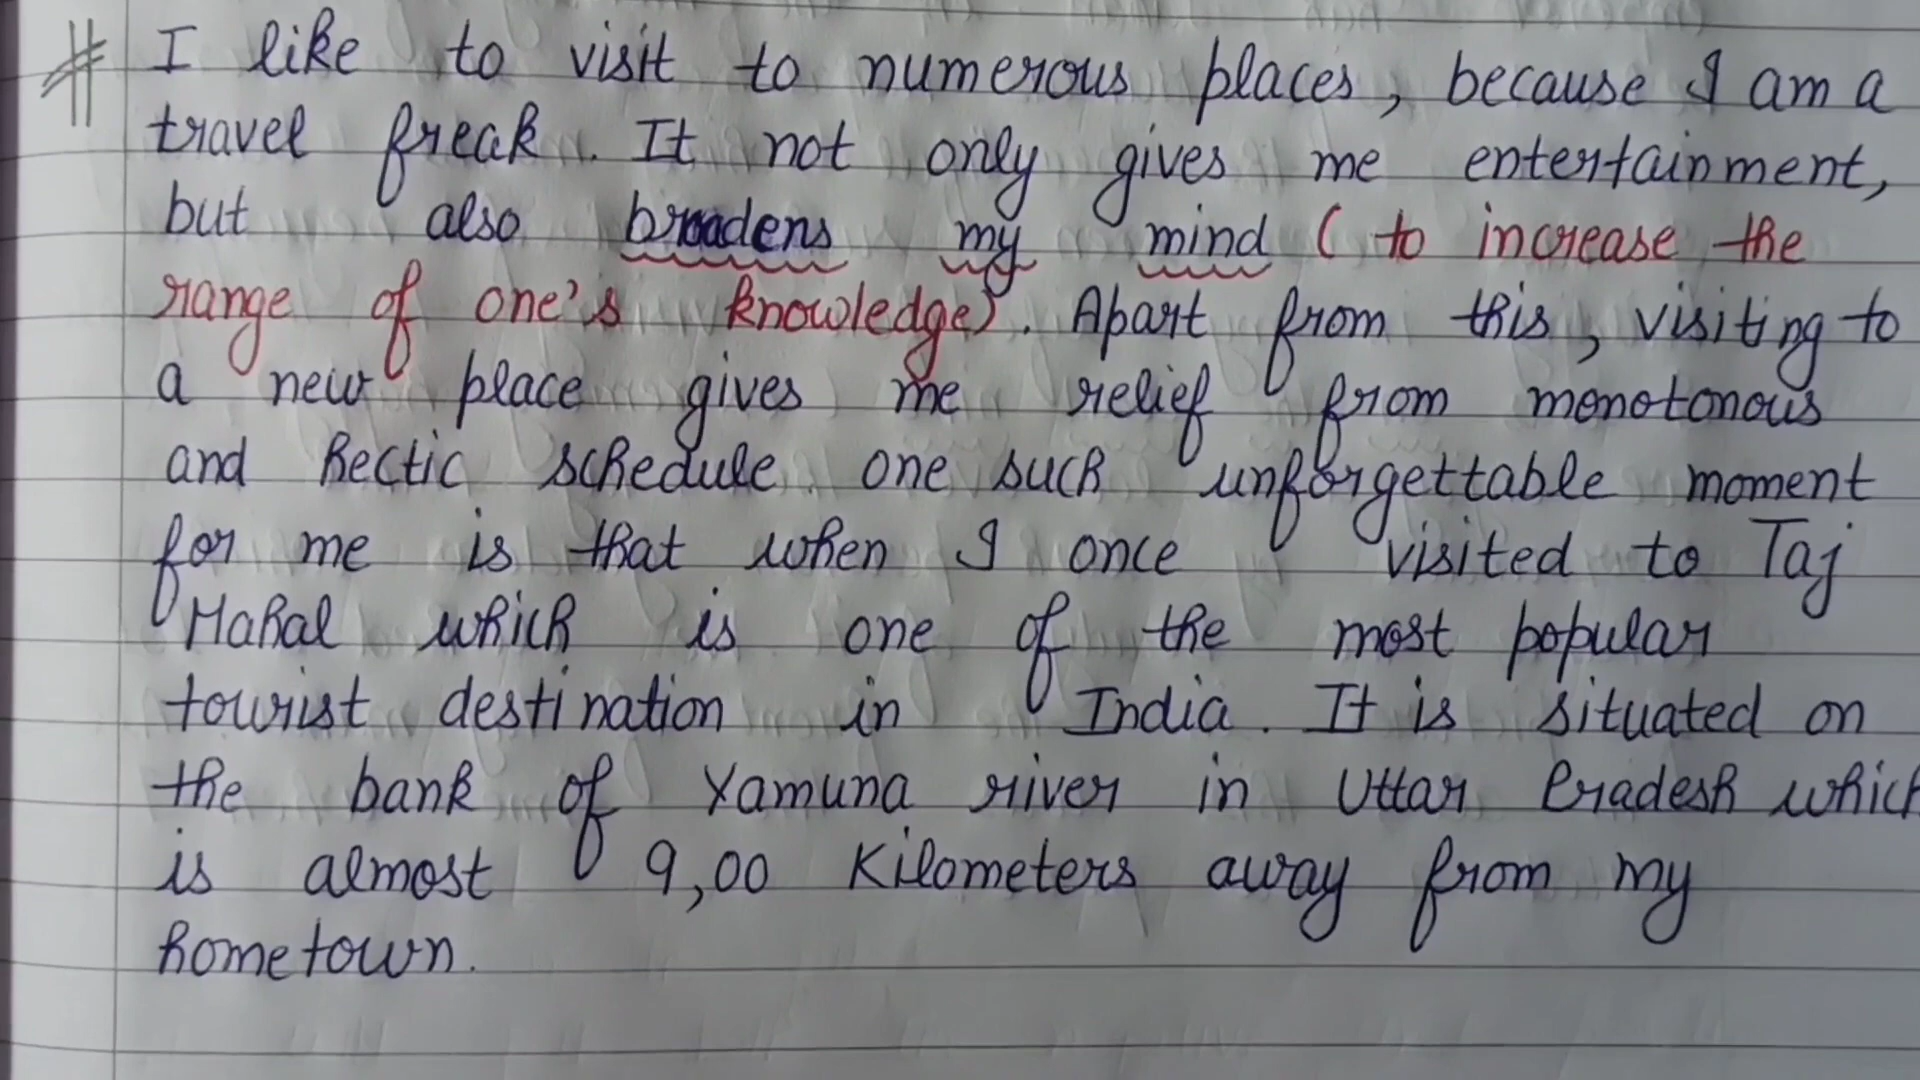 # I like to visit to numerous places, because I am a
travel freak. It not only gives me entertainment,
but also broadens my mind ( to increase the
range of one's knowledge). Apart from this, visiting to
a new place gives me relief from monotonous
and hectic schedule. one such unforgettable moment
for me is that when I once visited to Taj
Mahal which is one of the most popular
tourist destination in India. It is situated on
the bank of Yamuna river in Uttar Pradesh which
is almost 9,00 Kilometers away from my
hometown.